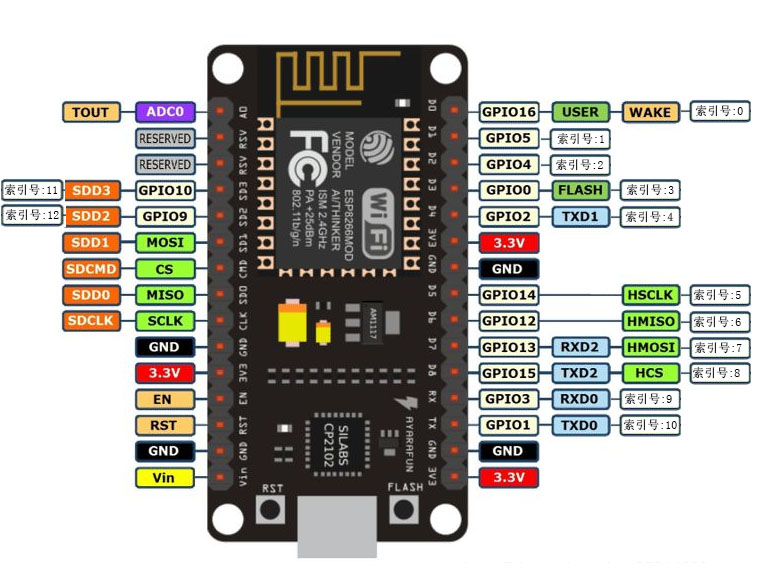 TOUT ADC0 A0 D0 GPIO16 USER WAKE 索引号:0
RESERVED RSV D1 GPIO5 索引号:1
RESERVED RSV D2 GPIO4 索引号:2
索引号:11 SDD3 GPIO10 SD3 D3 GPIO0 FLASH 索引号:3
索引号:12 SDD2 GPIO9 SD2 D4 GPIO2 TXD1 索引号:4
SDD1 MOSI SD1 3V3 3.3V
SDCMD CS CMD GND GND
SDD0 MISO SD0 D5 GPIO14 HSCLK 索引号:5
SDCLK SCLK CLK D6 GPIO12 HMISO 索引号:6
GND GND D7 GPIO13 RXD2 HMOSI 索引号:7
3.3V 3V3 D8 GPIO15 TXD2 HCS 索引号:8
EN EN RX GPIO3 RXD0 索引号:9
RST RST TX GPIO1 TXD0 索引号:10
GND GND GND GND
Vin Vin 3V3 3.3V
MODEL ESP8266MOD
VENDOR AI/THINKER
ISM 2.4GHz
PA +25dBm
802.11b/g/n
FC
WiFi
AM1117
SILABS
CP2102
AYARAFUN
RST
FLASH